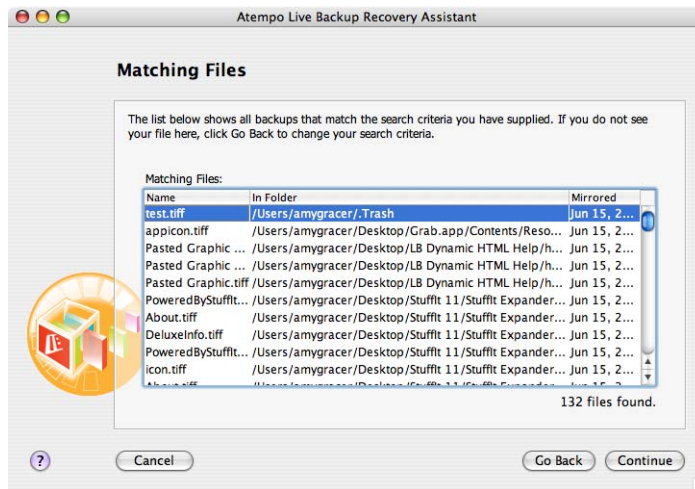 Atempo Live Backup Recovery Assistant
Matching Files
The list below shows all backups that match the search criteria you have supplied. If you do not see
your file here, click Go Back to change your search criteria.
Matching Files:
Name In Folder Mirrored
test.tiff /Users/amygracer/.Trash Jun 15, 2...
appicon.tiff /Users/amygracer/Desktop/Grab.app/Contents/Reso... Jun 15, 2...
Pasted Graphic ... /Users/amygracer/Desktop/LB Dynamic HTML Help/h... Jun 15, 2...
Pasted Graphic ... /Users/amygracer/Desktop/LB Dynamic HTML Help/h... Jun 15, 2...
Pasted Graphic.tiff /Users/amygracer/Desktop/LB Dynamic HTML Help/h... Jun 15, 2...
PoweredByStuffIt... /Users/amygracer/Desktop/StuffIt 11/StuffIt Expander... Jun 15, 2...
About.tiff /Users/amygracer/Desktop/StuffIt 11/StuffIt Expander... Jun 15, 2...
DeluxeInfo.tiff /Users/amygracer/Desktop/StuffIt 11/StuffIt Expander... Jun 15, 2...
PoweredByStuffIt... /Users/amygracer/Desktop/StuffIt 11/StuffIt Expander... Jun 15, 2...
icon.tiff /Users/amygracer/Desktop/StuffIt 11/StuffIt Expander... Jun 15, 2...
132 files found.
? Cancel Go Back Continue